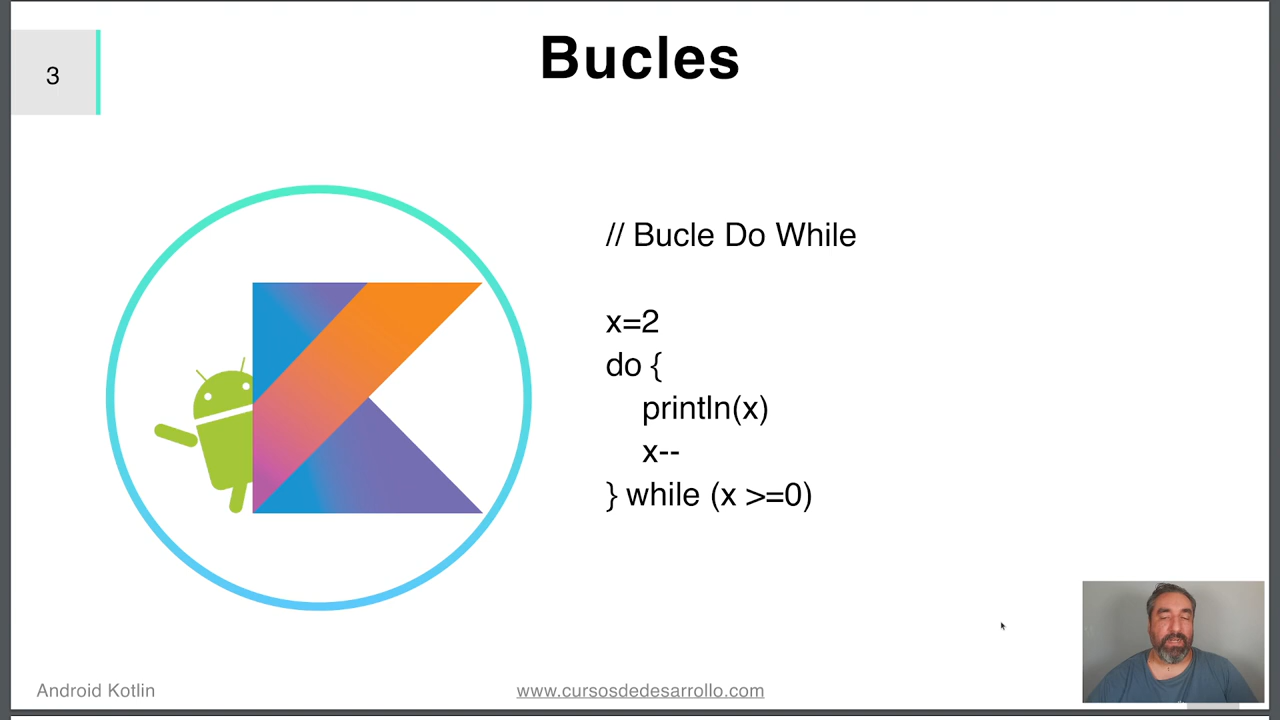 3
Bucles
// Bucle Do While
x=2
do {
println(x)
x--
} while (x >=0)
Android Kotlin
www.cursosdedesarrollo.com